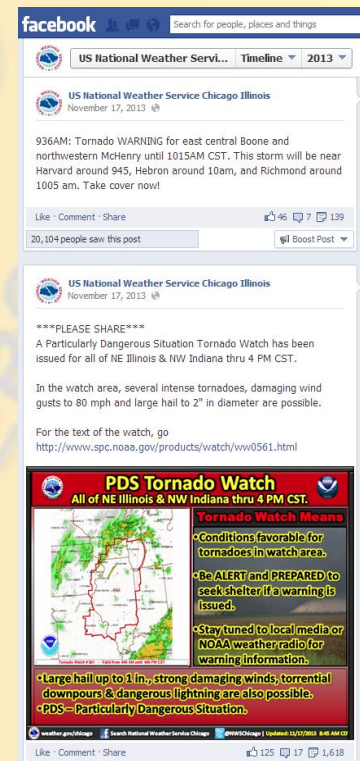 facebook
Search for people, places and things
US National Weather Servi... Timeline 2013
US National Weather Service Chicago Illinois
November 17, 2013
936AM: Tornado WARNING for east central Boone and
northwestern McHenry until 1015AM CST. This storm will be near
Harvard around 945, Hebron around 10am, and Richmond around
1005 am. Take cover now!
Like · Comment · Share 46 7 139
20,104 people saw this post Boost Post
US National Weather Service Chicago Illinois
November 17, 2013
***PLEASE SHARE***
A Particularly Dangerous Situation Tornado Watch has been
issued for all of NE Illinois & NW Indiana thru 4 PM CST.
In the watch area, several intense tornadoes, damaging wind
gusts to 80 mph and large hail to 2" in diameter are possible.
For the text of the watch, go
http://www.spc.noaa.gov/products/watch/ww0561.html
PDS Tornado Watch
All of NE Illinois & NW Indiana thru 4 PM CST.
Tornado Watch Means
•Conditions favorable for
tornadoes in watch area.
•Be ALERT and PREPARED to
seek shelter if a warning is
issued.
•Stay tuned to local media or
NOAA weather radio for
warning information.
•Large hail up to 1 in., strong damaging winds, torrential
downpours & dangerous lightning are also possible.
•PDS – Particularly Dangerous Situation.
weather.gov/chicago Search National Weather Service Chicago @NWSChicago | Updated: 11/17/2013 8:45 AM
Like · Comment · Share 125 17 1,618